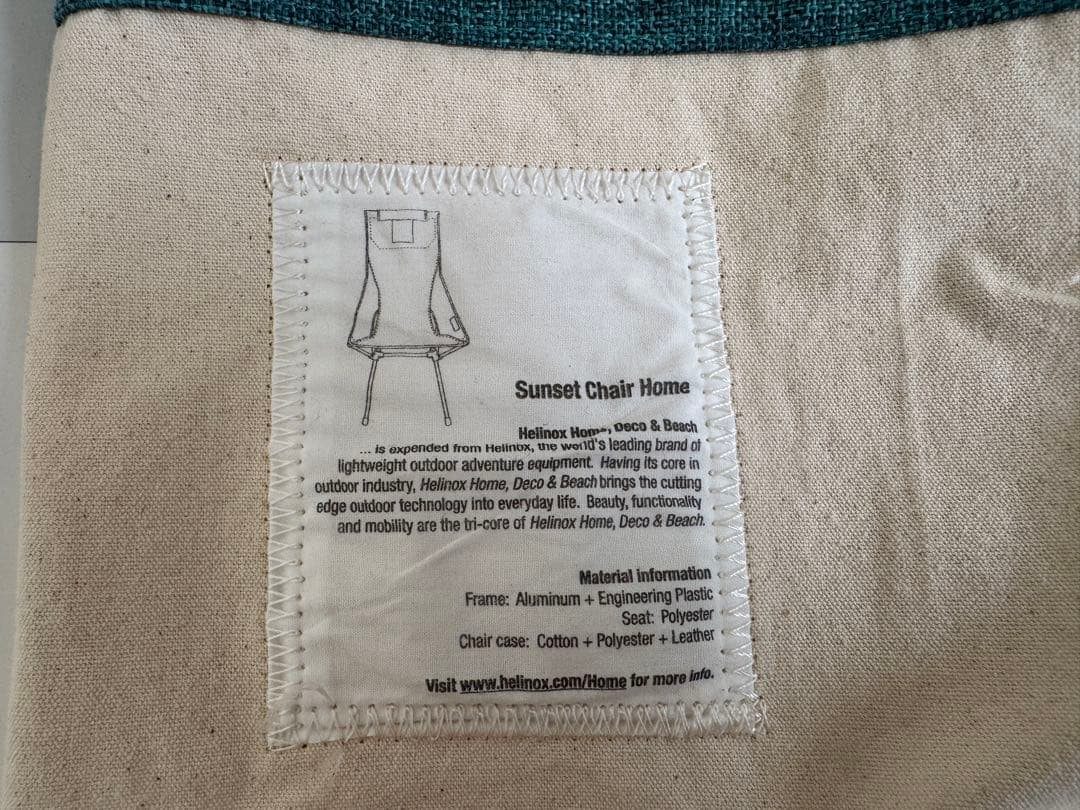 Sunset Chair Home
Helinox Home, Deco & Beach
... is expended from Helinox, the world's leading brand of
lightweight outdoor adventure equipment. Having its core in
outdoor industry, Helinox Home, Deco & Beach brings the cutting
edge outdoor technology into everyday life. Beauty, functionality
and mobility are the tri-core of Helinox Home, Deco & Beach.
Material information
Frame: Aluminum + Engineering Plastic
Seat: Polyester
Chair case: Cotton + Polyester + Leather
Visit www.helinox.com/Home for more info.